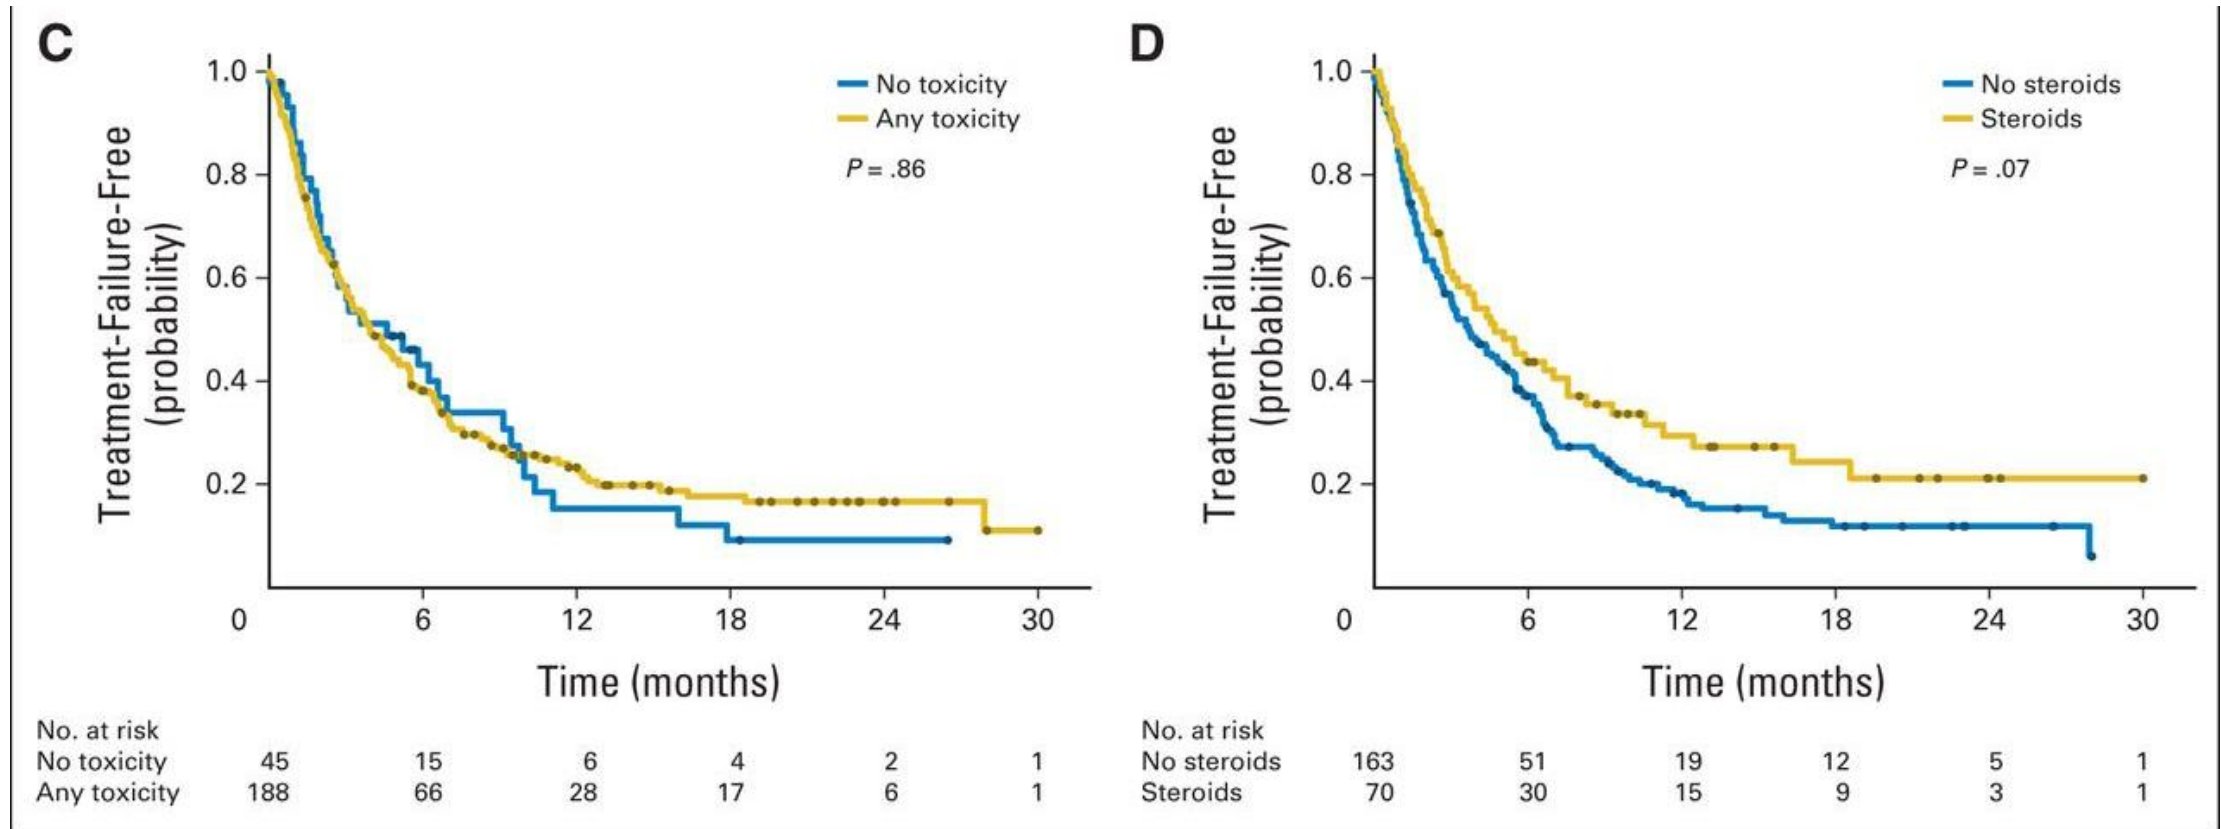 C
1.0
0.8
0.6
0.4
0.2
Treatment-Failure-Free
(probability)
No toxicity
Any toxicity
P = .86
0 6 12 18 24 30
Time (months)
No. at risk
No toxicity 45 15 6 4 2 1
Any toxicity 188 66 28 17 6 1
D
1.0
0.8
0.6
0.4
0.2
Treatment-Failure-Free
(probability)
No steroids
Steroids
P = .07
0 6 12 18 24 30
Time (months)
No. at risk
No steroids 163 51 19 12 5 1
Steroids 70 30 15 9 3 1